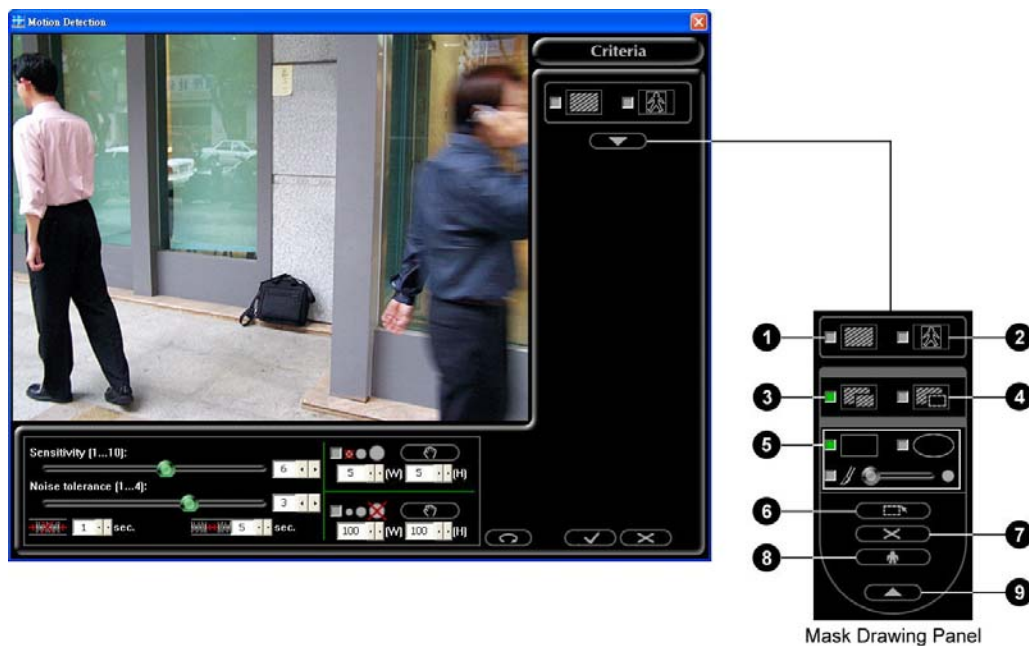 Motion Detection
Criteria
Sensitivity [1...10]:
6
Noise tolerance [1...4]:
3
1 sec.
5 sec.
5 (W) 5 (H)
100 (W) 100 (H)
1
2
3
4
5
6
7
8
9
Mask Drawing Panel